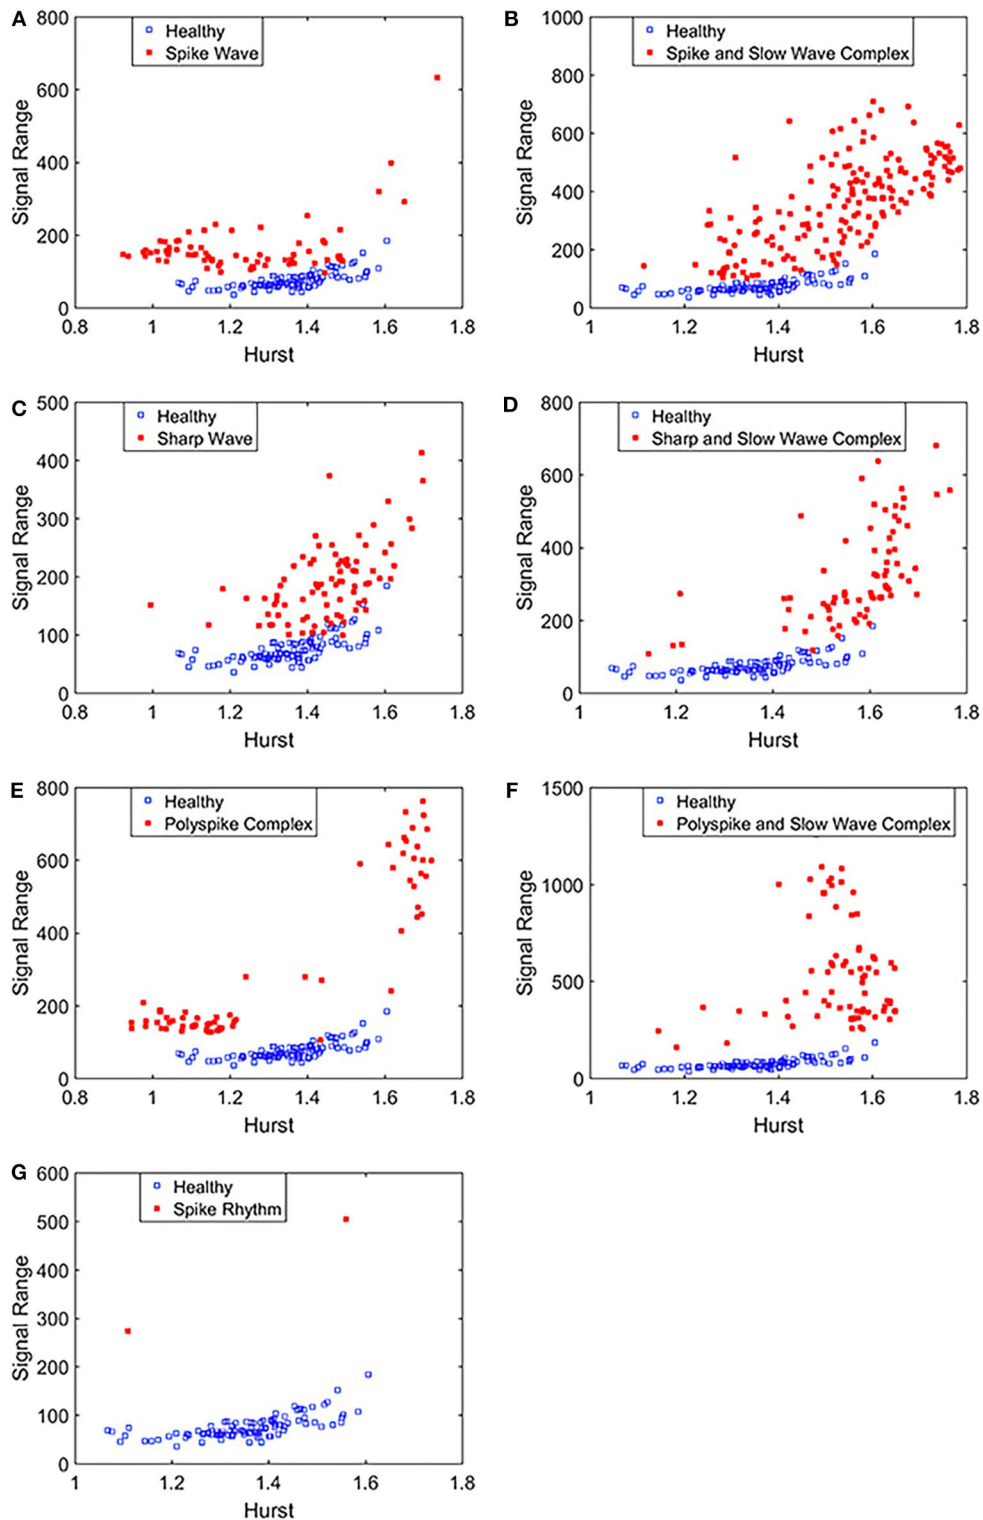 A
800
600
400
200
0
0.8 1 1.2 1.4 1.6 1.8
Signal Range
Hurst
Healthy
Spike Wave
B
1000
800
600
400
200
0
1 1.2 1.4 1.6 1.8
Signal Range
Hurst
Healthy
Spike and Slow Wave Complex
C
500
400
300
200
100
0
0.8 1 1.2 1.4 1.6 1.8
Signal Range
Hurst
Healthy
Sharp Wave
D
800
600
400
200
0
1 1.2 1.4 1.6 1.8
Signal Range
Hurst
Healthy
Sharp and Slow Wawe Complex
E
800
600
400
200
0
0.8 1 1.2 1.4 1.6 1.8
Signal Range
Hurst
Healthy
Polyspike Complex
F
1500
1000
500
0
1 1.2 1.4 1.6 1.8
Signal Range
Hurst
Healthy
Polyspike and Slow Wave Complex
G
600
500
400
300
200
100
0
1 1.2 1.4 1.6 1.8
Signal Range
Hurst
Healthy
Spike Rhythm